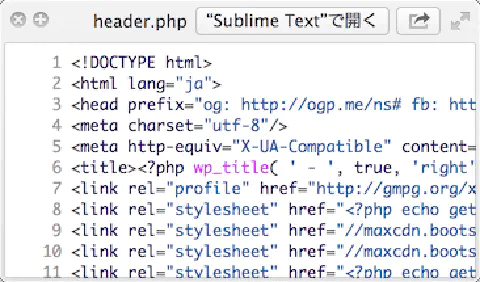 header.php "Sublime Text"で開く
1 <!DOCTYPE html>
2 <html lang="ja">
3 <head prefix="og: http://ogp.me/ns# fb: htt
4 <meta charset="utf-8"/>
5 <meta http-equiv="X-UA-Compatible" content=
6 <title><?php wp_title( ' - ', true, 'right'
7 <link rel="profile" href="http://gmpg.org/x
8 <link rel="stylesheet" href="<?php echo get
9 <link rel="stylesheet" href="//maxcdn.boots
10 <link rel="stylesheet" href="//maxcdn.boots
11 <link rel="stylesheet" href="<?php echo get